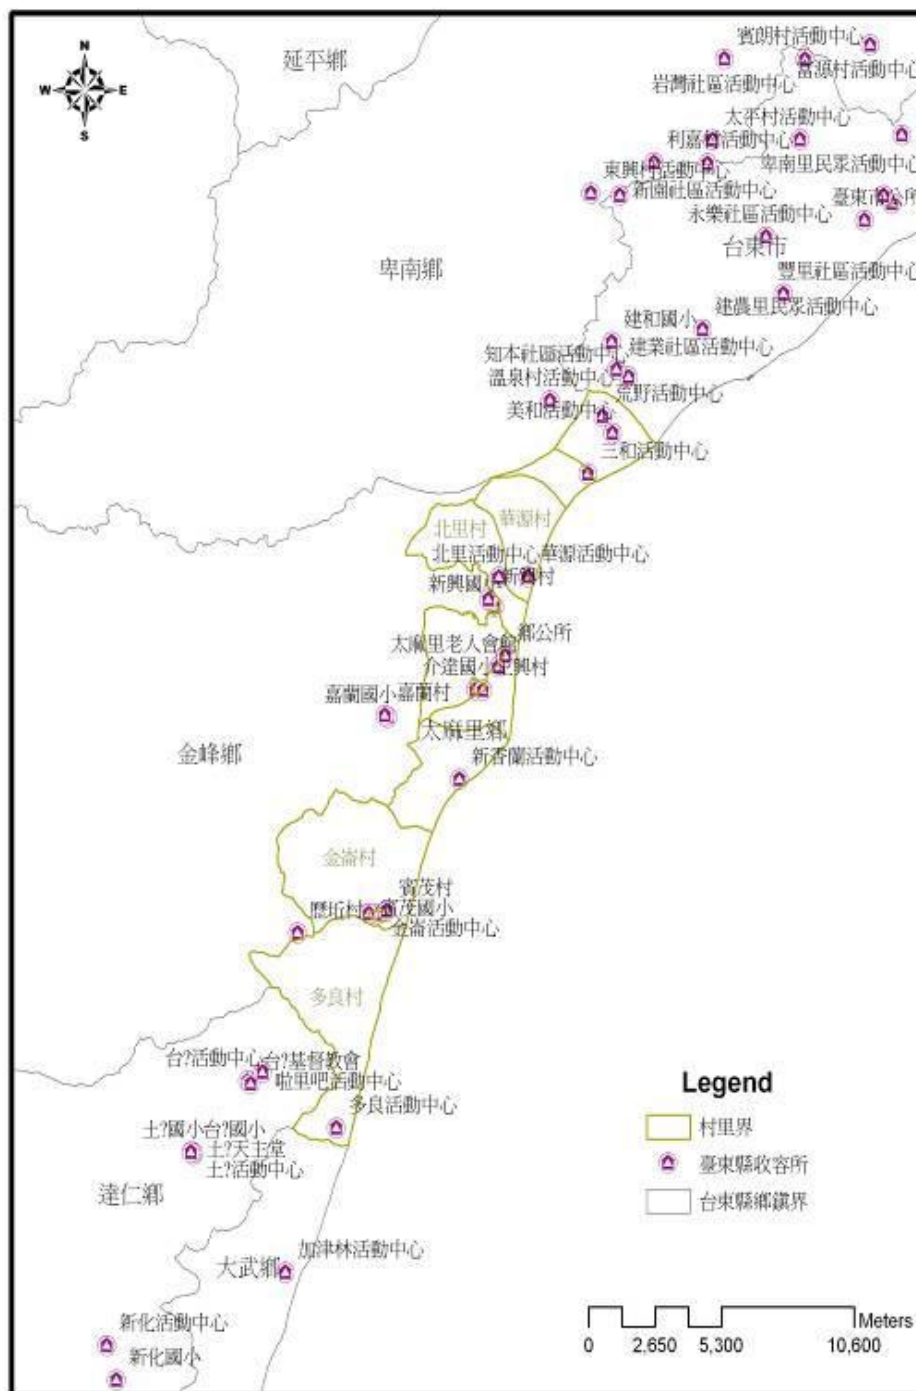 賓朗村活動中心
延平鄉
富源村活動中心
岩灣社區活動中心
N
W
E
S
太平村活動中心
利嘉村活動中心
卑南里民眾活動中心
東興村活動中心
新園社區活動中心
臺東市公所
永樂社區活動中心
台東市
卑南鄉
豐里社區活動中心
建農里民眾活動中心
建和國小
建業社區活動中心
知本社區活動中心
溫泉村活動中心
荒野活動中心
美和活動中心
三和活動中心
華源村
北里村
北里活動中心
華源活動中心
新興國小
新興村
鄉公所
太麻里老人會館
介達國小
正興村
嘉蘭國小
嘉蘭村
太麻里鄉
金峰鄉
新香蘭活動中心
金崙村
賓茂村
歷坵村
賓茂國小
金崙活動中心
多良村
台?活動中心
台?基督教會
啦里吧活動中心
多良活動中心
土?國小
台?國小
土?天主堂
土?活動中心
達仁鄉
加津林活動中心
大武鄉
新化活動中心
新化國小
Legend
村里界
臺東縣收容所
台東縣鄉鎮界
Meters
0 2,650 5,300 10,600